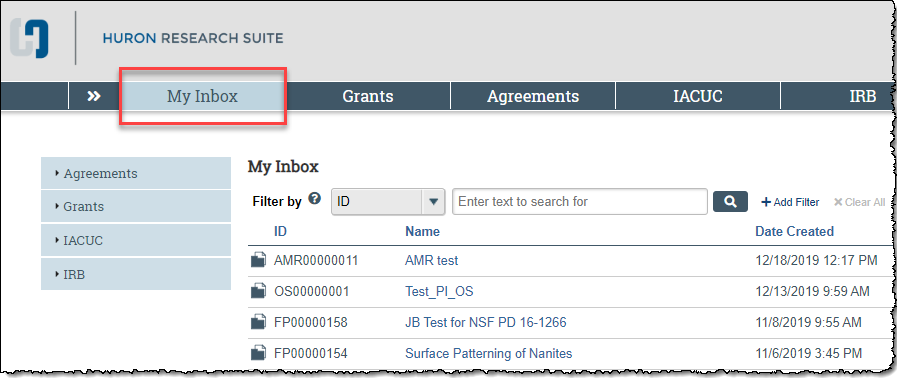 HURON RESEARCH SUITE
My Inbox Grants Agreements IACUC IRB
Agreements
Grants
IACUC
IRB
My Inbox
Filter by ? ID Enter text to search for + Add Filter × Clear All
ID Name Date Created
AMR00000011 AMR test 12/18/2019 12:17 PM
OS00000001 Test_PI_OS 12/13/2019 9:59 AM
FP00000158 JB Test for NSF PD 16-1266 11/8/2019 9:55 AM
FP00000154 Surface Patterning of Nanites 11/6/2019 3:45 PM